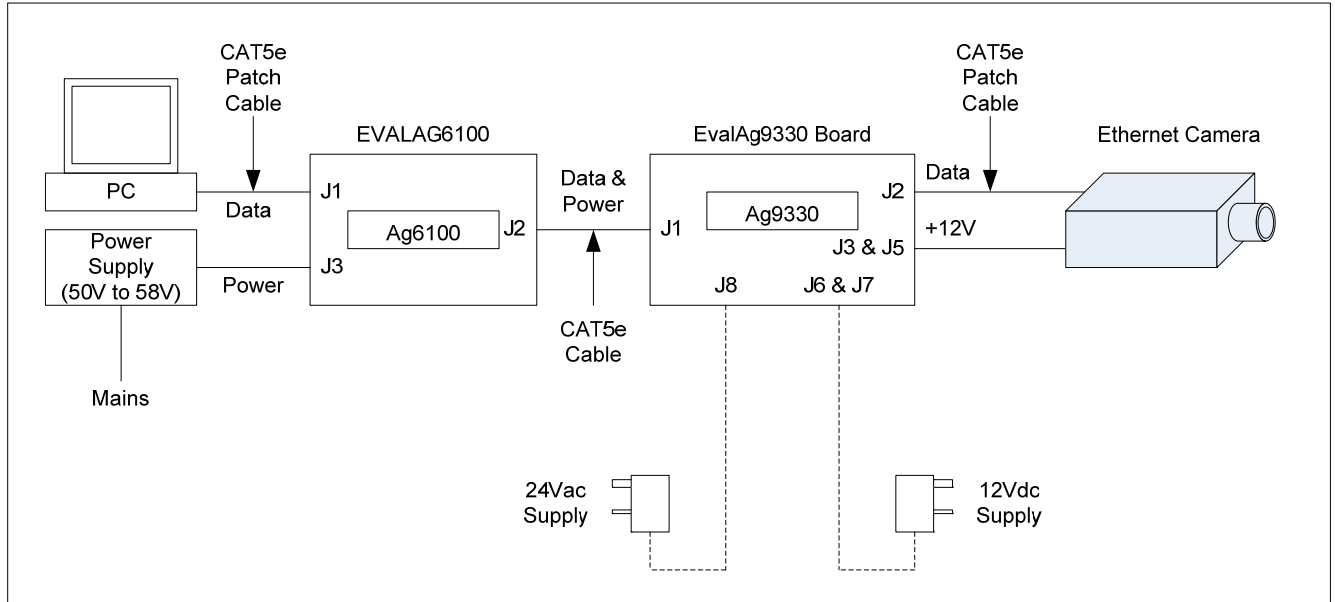 CAT5e
Patch
Cable
CAT5e
Patch
Cable
EVALAG6100
EvalAg9330 Board
Ethernet Camera
PC
Data
J1
Ag6100
J2
J3
Power
Supply
(50V to 58V)
Power
Mains
Data &
Power
CAT5e
Cable
J1
Ag9330
J2
J3 & J5
J8
J6 & J7
Data
+12V
24Vac
Supply
12Vdc
Supply